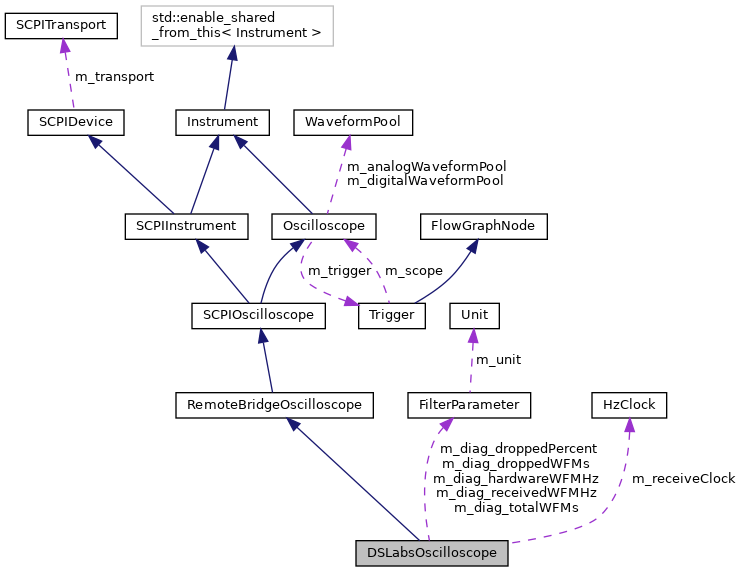 SCPITransport
std::enable_shared
_from_this< Instrument >
m_transport
SCPIDevice
Instrument
WaveformPool
m_analogWaveformPool
m_digitalWaveformPool
SCPIInstrument
Oscilloscope
FlowGraphNode
m_trigger
m_scope
SCPIOscilloscope
Trigger
Unit
m_unit
RemoteBridgeOscilloscope
FilterParameter
HzClock
m_diag_droppedPercent
m_diag_droppedWFMs
m_diag_hardwareWFMHz
m_diag_receivedWFMHz
m_diag_totalWFMs
m_receiveClock
DSLabsOscilloscope